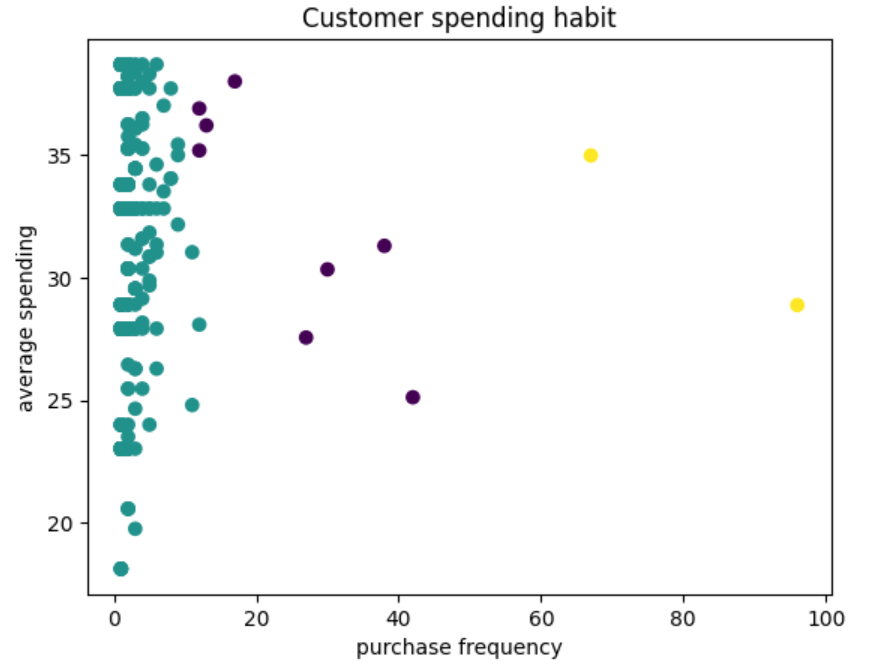 Customer spending habit
35
30
25
20
average spending
0 20 40 60 80 100
purchase frequency